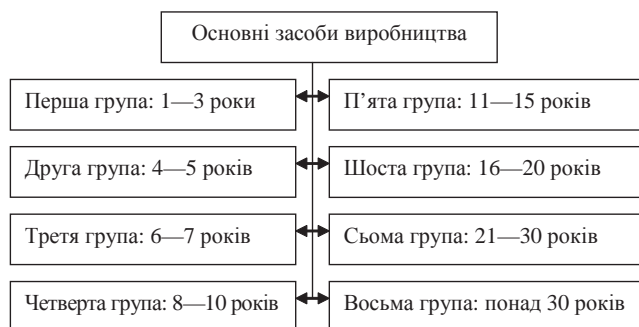 Основні засоби виробництва
Перша група: 1—3 роки
П’ята група: 11—15 років
Друга група: 4—5 років
Шоста група: 16—20 років
Третя група: 6—7 років
Сьома група: 21—30 років
Четверта група: 8—10 років
Восьма група: понад 30 років